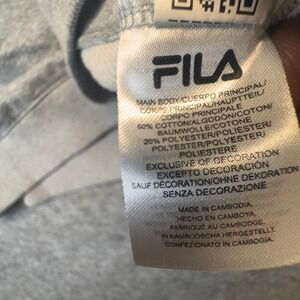 FILA
MAIN BODY/CUERPO PRINCIPAL/
CORPS PRINCIPAL/HAUPTTEIL/
CORPO PRINCIPALE
60% COTTON/ALGODÓN/COTON/
BAUMWOLLE/COTONE
20% POLYESTER/POLIÉSTER/
POLYESTER/POLYESTER/
POLIESTERE
EXCLUSIVE OF DECORATION
EXCEPTO DECORACIÓN
SAUF DÉCORATION/OHNE DEKORATION
SENZA DECORAZIONE
MADE IN CAMBODIA.
HECHO EN CAMBOYA.
FABRIQUÉ AU CAMBODGE.
IN KAMBODSCHA HERGESTELLT.
CONFEZIONATO IN CAMBOGIA.